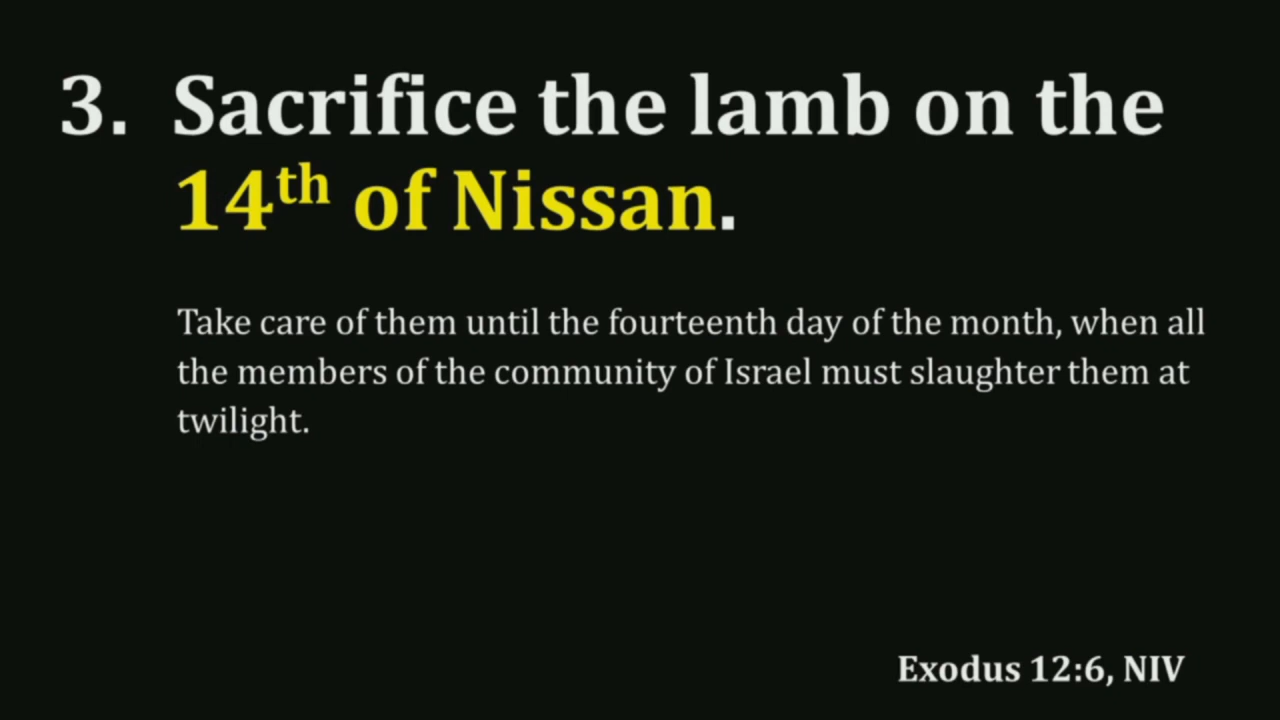 3. Sacrifice the lamb on the
14th of Nissan.
Take care of them until the fourteenth day of the month, when all
the members of the community of Israel must slaughter them at
twilight.
Exodus 12:6, NIV